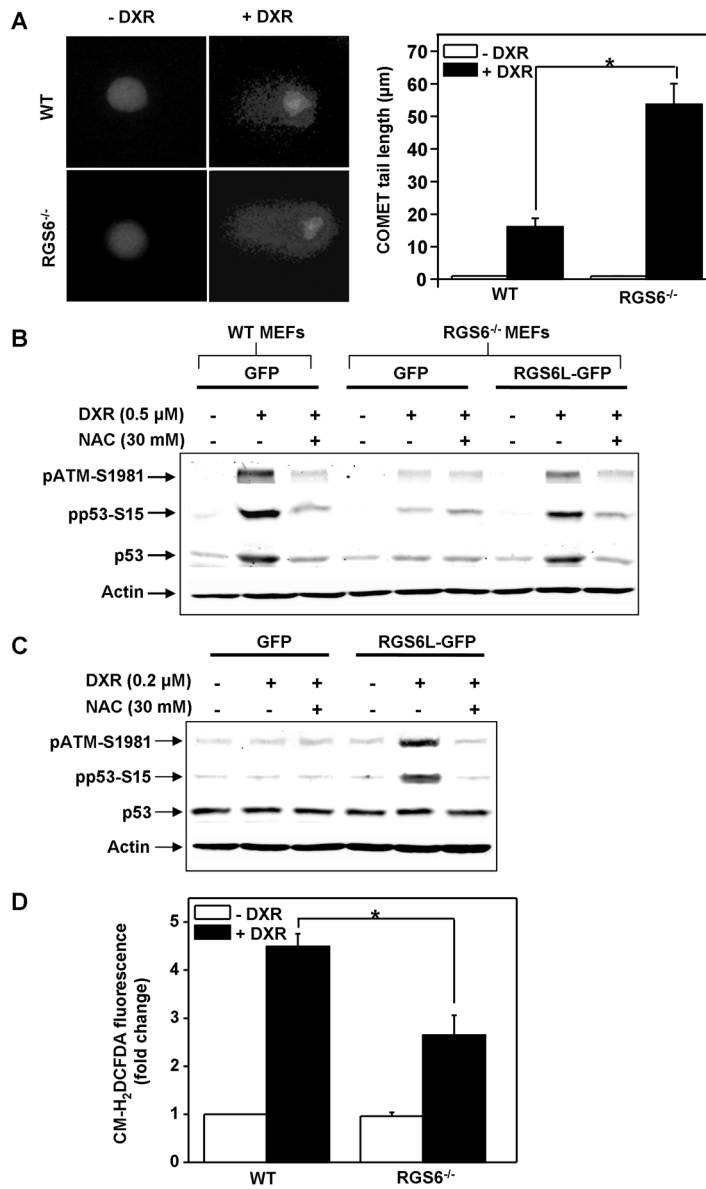 A
- DXR
+ DXR
WT
RGS6-/-
COMET tail length (μm)
70
60
50
40
30
20
10
0
- DXR
+ DXR
*
WT
RGS6-/-
B
WT MEFs
RGS6-/- MEFs
GFP
GFP
RGS6L-GFP
DXR (0.5 μM) - + + - + + - + +
NAC (30 mM) - - + - - + - - +
pATM-S1981
pp53-S15
p53
Actin
C
GFP
RGS6L-GFP
DXR (0.2 μM) - + + - + +
NAC (30 mM) - - + - - +
pATM-S1981
pp53-S15
p53
Actin
D
CM-H2DCFDA fluorescence
(fold change)
5
4
3
2
1
0
- DXR
+ DXR
*
WT
RGS6-/-